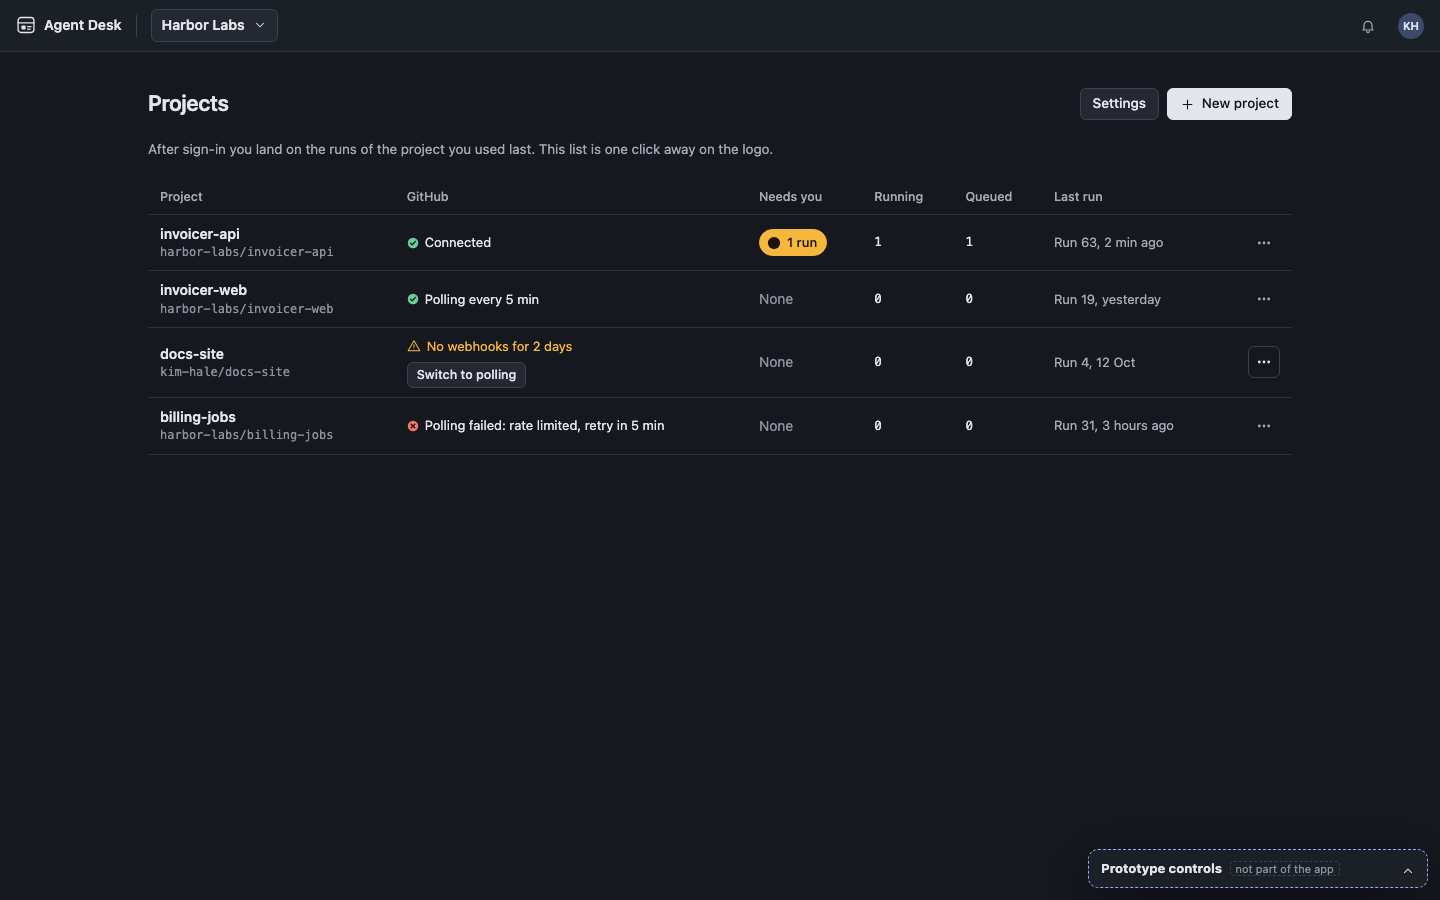 Agent Desk
Harbor Labs
KH
Projects
Settings
New project
After sign-in you land on the runs of the project you used last. This list is one click away on the logo.
Project GitHub Needs you Running Queued Last run
invoicer-api
harbor-labs/invoicer-api
Connected
1 run
1
1
Run 63, 2 min ago
invoicer-web
harbor-labs/invoicer-web
Polling every 5 min
None
0
0
Run 19, yesterday
docs-site
kim-hale/docs-site
No webhooks for 2 days
Switch to polling
None
0
0
Run 4, 12 Oct
billing-jobs
harbor-labs/billing-jobs
Polling failed: rate limited, retry in 5 min
None
0
0
Run 31, 3 hours ago
Prototype controls not part of the app